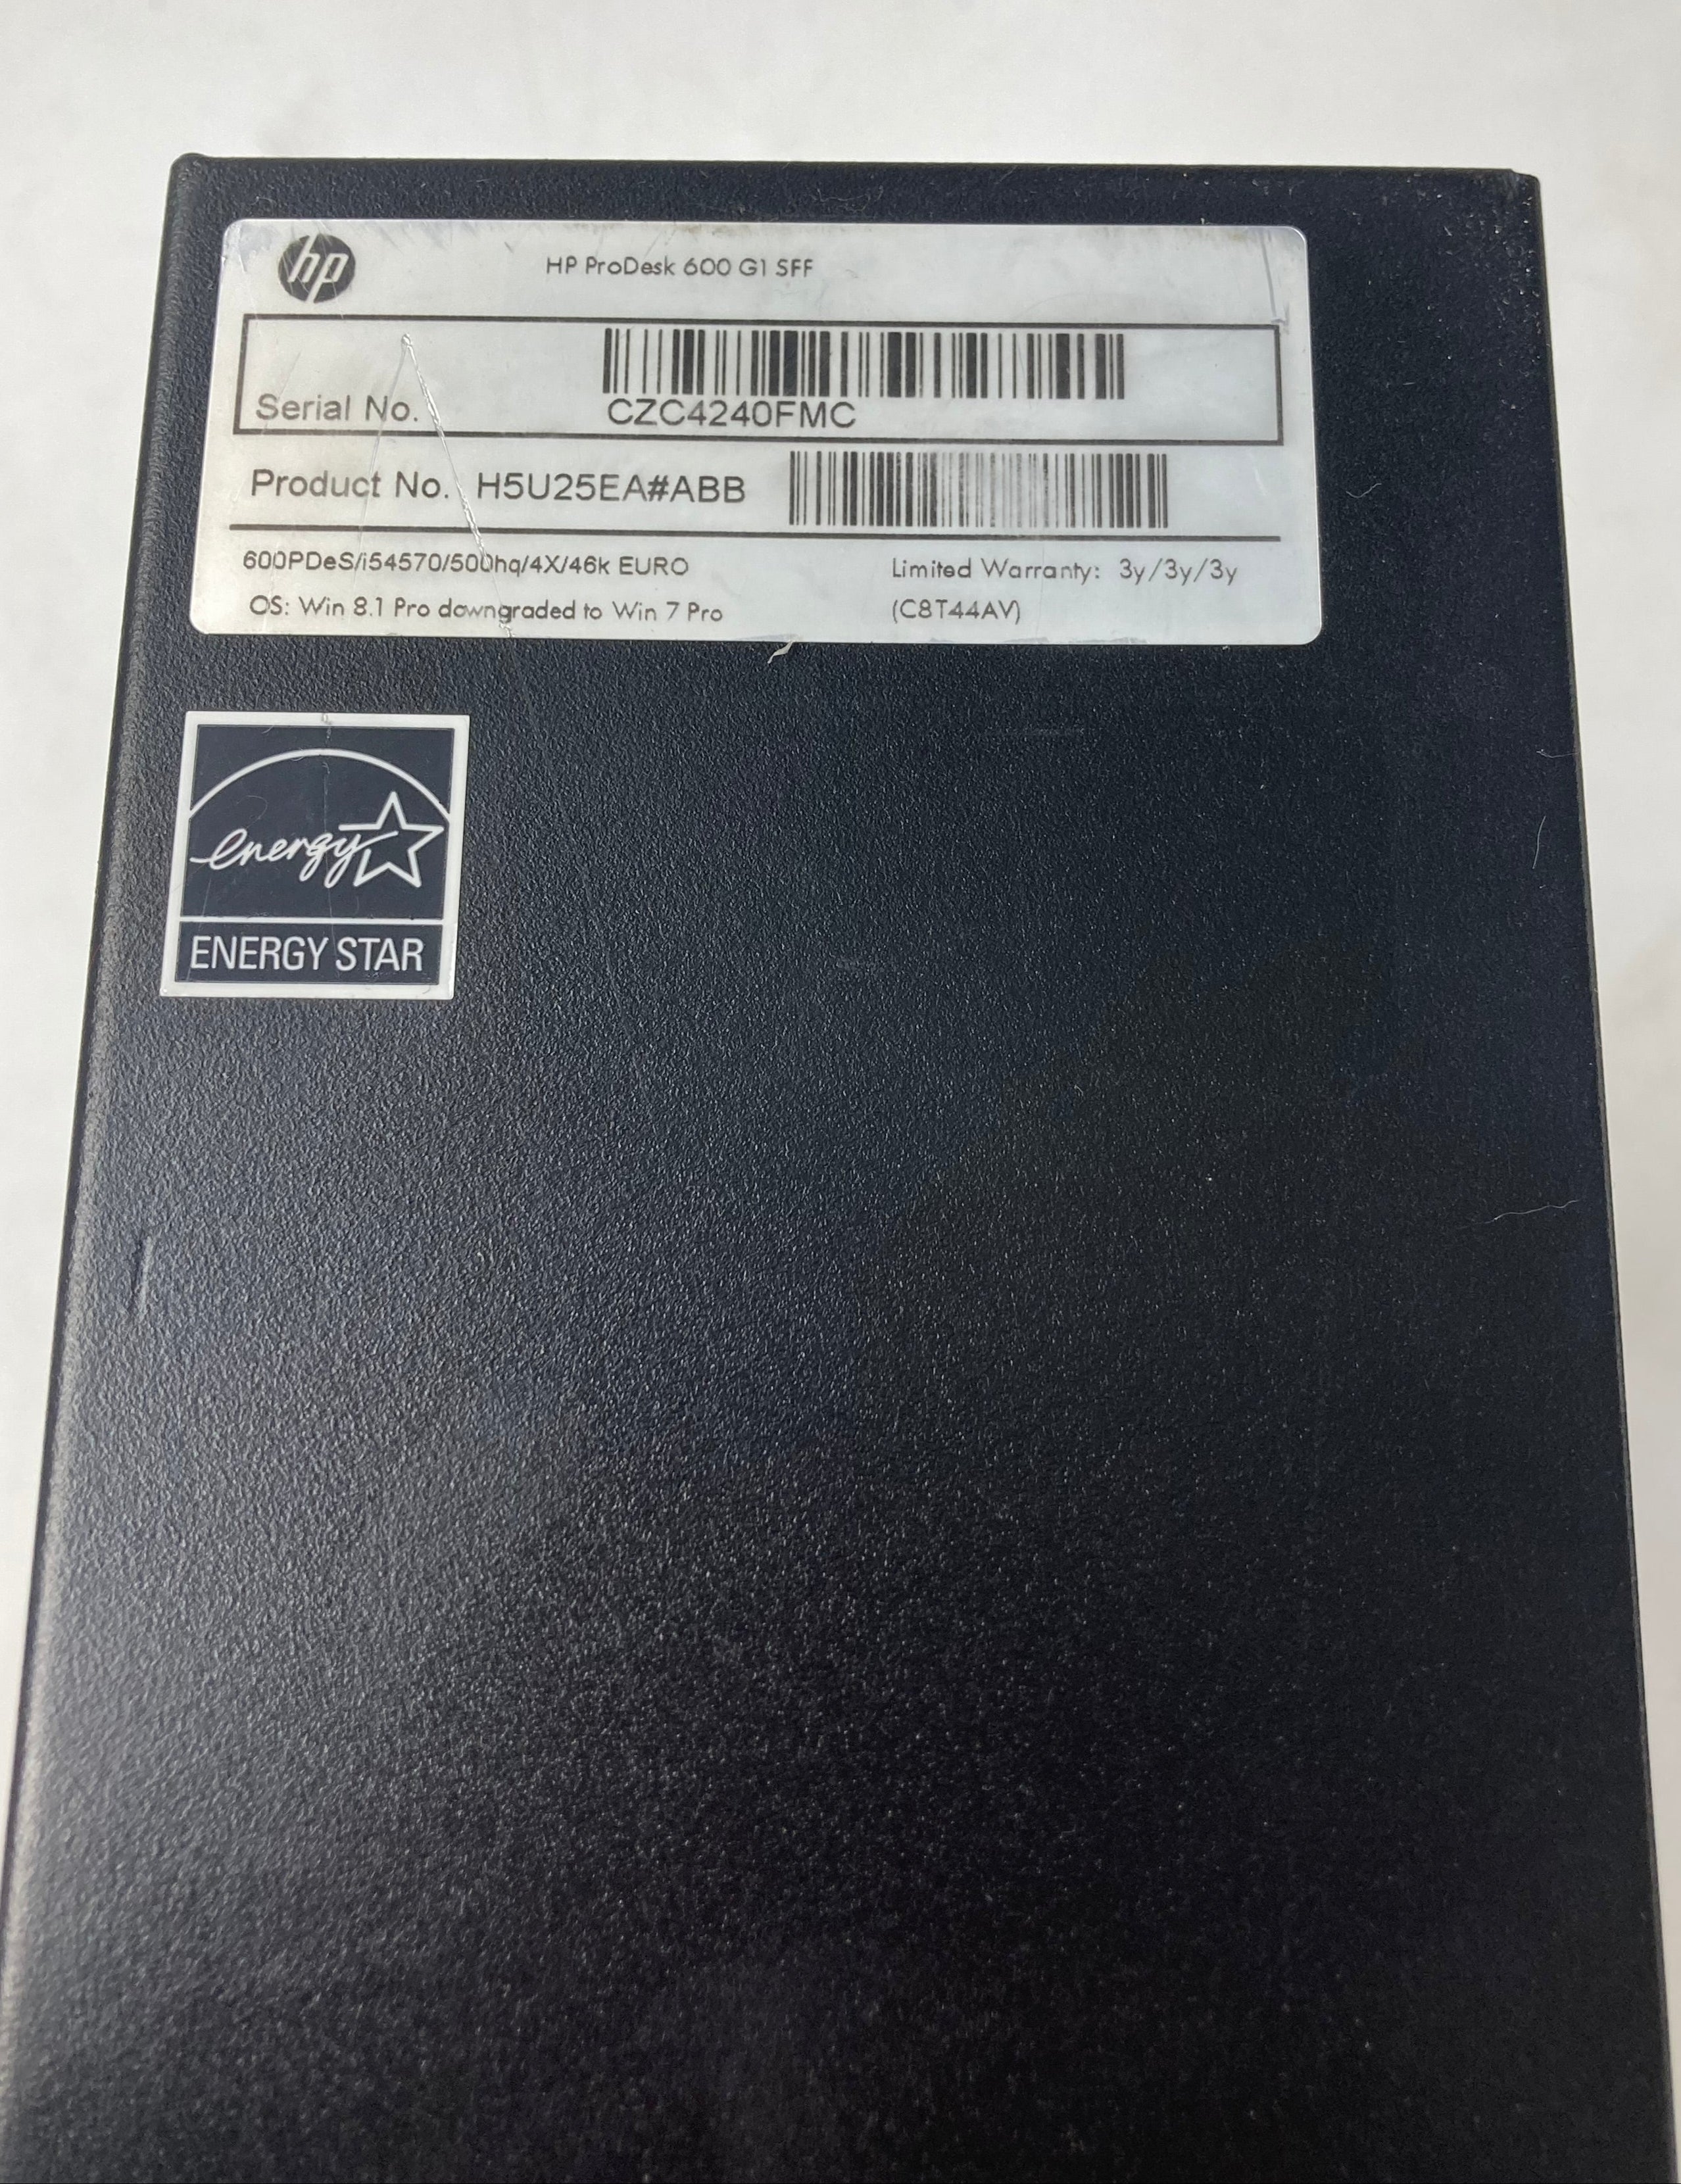 hp
HP ProDesk 600 G1 SFF
Serial No. CZC4240FMC
Product No. H5U25EA#ABB
600PDeS/i54570/500hq/4X/46k EURO
Limited Warranty: 3y/3y/3y
OS: Win 8.1 Pro downgraded to Win 7 Pro
(C8T44AV)
energy
ENERGY STAR